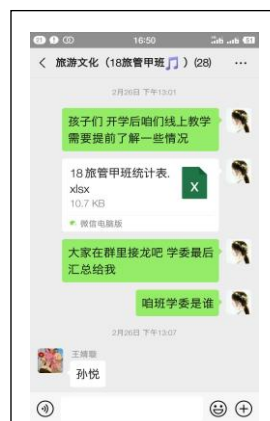 16:50
旅游文化（18旅管甲班🎵）(28)
2月26日 下午13:01
孩子们 开学后咱们线上教学
需要提前了解一些情况
18旅管甲班统计表.
xlsx
10.7 KB
微信电脑版
大家在群里接龙吧 学委最后
汇总给我
咱班学委是谁
2月26日 下午13:07
王婧璇
孙悦